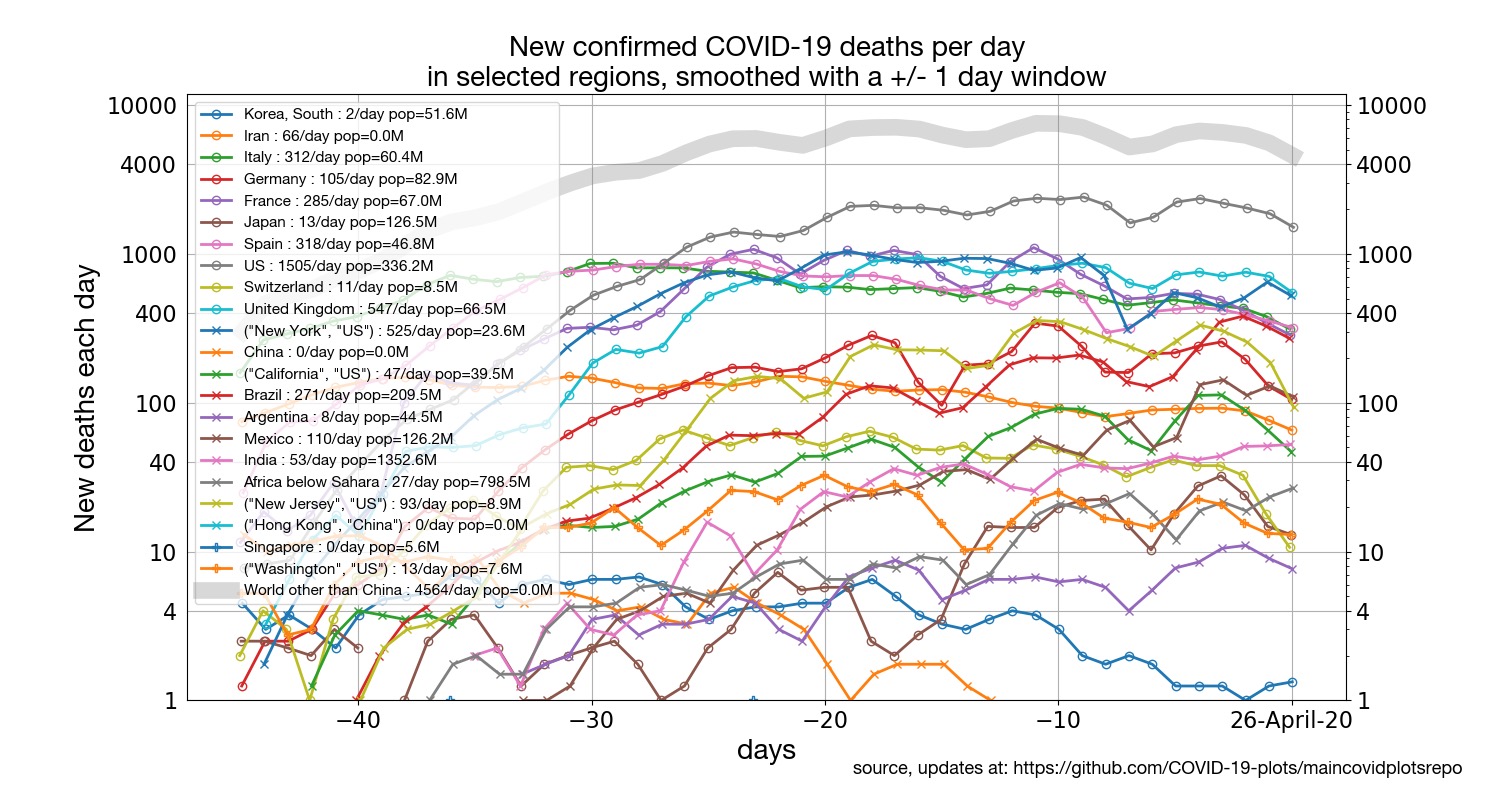 New confirmed COVID-19 deaths per day
in selected regions, smoothed with a +/- 1 day window
New deaths each day
10000
4000
1000
400
100
40
10
4
1
Korea, South : 2/day pop=51.6M
Iran : 66/day pop=0.0M
Italy : 312/day pop=60.4M
Germany : 105/day pop=82.9M
France : 285/day pop=67.0M
Japan : 13/day pop=126.5M
Spain : 318/day pop=46.8M
US : 1505/day pop=336.2M
Switzerland : 11/day pop=8.5M
United Kingdom : 547/day pop=66.5M
("New York", "US") : 525/day pop=23.6M
China : 0/day pop=0.0M
("California", "US") : 47/day pop=39.5M
Brazil : 271/day pop=209.5M
Argentina : 8/day pop=44.5M
Mexico : 110/day pop=126.2M
India : 53/day pop=1352.6M
Africa below Sahara : 27/day pop=798.5M
("New Jersey", "US") : 93/day pop=8.9M
("Hong Kong", "China") : 0/day pop=0.0M
Singapore : 0/day pop=5.6M
("Washington", "US") : 13/day pop=7.6M
World other than China : 4564/day pop=0.0M
10000
4000
1000
400
100
40
10
4
1
−40
−30
−20
−10
26-April-20
days
source, updates at: https://github.com/COVID-19-plots/maincovidplotsrepo